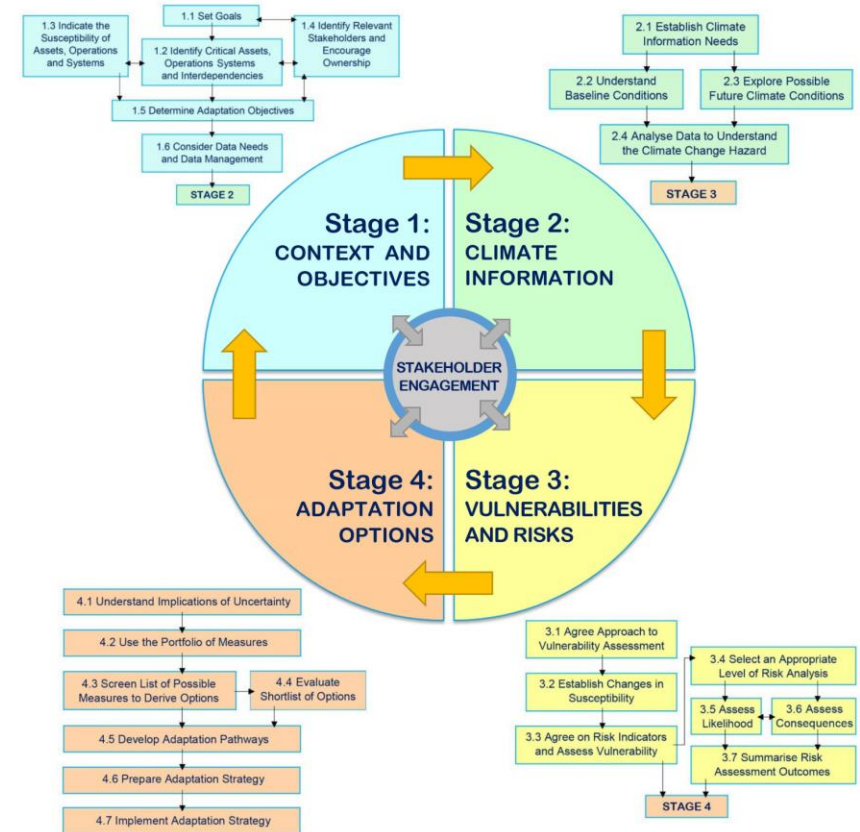 1.1 Set Goals
1.3 Indicate the
Susceptibility of
Assets, Operations
and Systems
1.2 Identify Critical Assets,
Operations Systems
and Interdependencies
1.4 Identify Relevant
Stakeholders and
Encourage
Ownership
1.5 Determine Adaptation Objectives
1.6 Consider Data Needs
and Data Management
STAGE 2
2.1 Establish Climate
Information Needs
2.2 Understand
Baseline Conditions
2.3 Explore Possible
Future Climate Conditions
2.4 Analyse Data to Understand
the Climate Change Hazard
STAGE 3
Stage 1:
CONTEXT AND
OBJECTIVES
Stage 2:
CLIMATE
INFORMATION
STAKEHOLDER
ENGAGEMENT
Stage 4:
ADAPTATION
OPTIONS
Stage 3:
VULNERABILITIES
AND RISKS
4.1 Understand Implications of Uncertainty
4.2 Use the Portfolio of Measures
4.3 Screen List of Possible
Measures to Derive Options
4.4 Evaluate
Shortlist of Options
4.5 Develop Adaptation Pathways
4.6 Prepare Adaptation Strategy
4.7 Implement Adaptation Strategy
3.1 Agree Approach to
Vulnerability Assessment
3.2 Establish Changes in
Susceptibility
3.3 Agree on Risk Indicators
and Assess Vulnerability
3.4 Select an Appropriate
Level of Risk Analysis
3.5 Assess
Likelihood
3.6 Assess
Consequences
3.7 Summarise Risk
Assessment Outcomes
STAGE 4